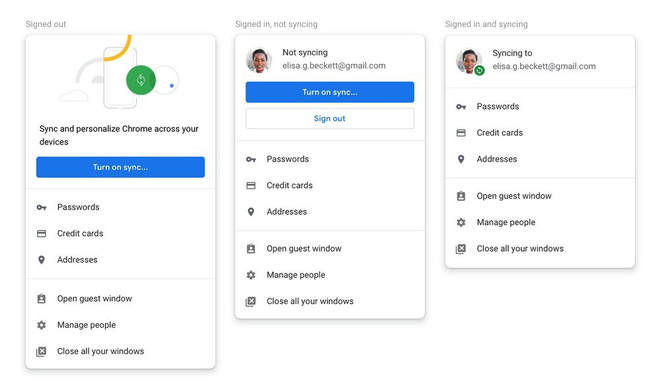 Signed out
Sync and personalize Chrome across your
devices
Turn on sync...
Passwords
Credit cards
Addresses
Open guest window
Manage people
Close all your windows
Signed in, not syncing
Not syncing
elisa.g.beckett@gmail.com
Turn on sync...
Sign out
Passwords
Credit cards
Addresses
Open guest window
Manage people
Close all your windows
Signed in and syncing
Syncing to
elisa.g.beckett@gmail.com
Passwords
Credit cards
Addresses
Open guest window
Manage people
Close all your windows